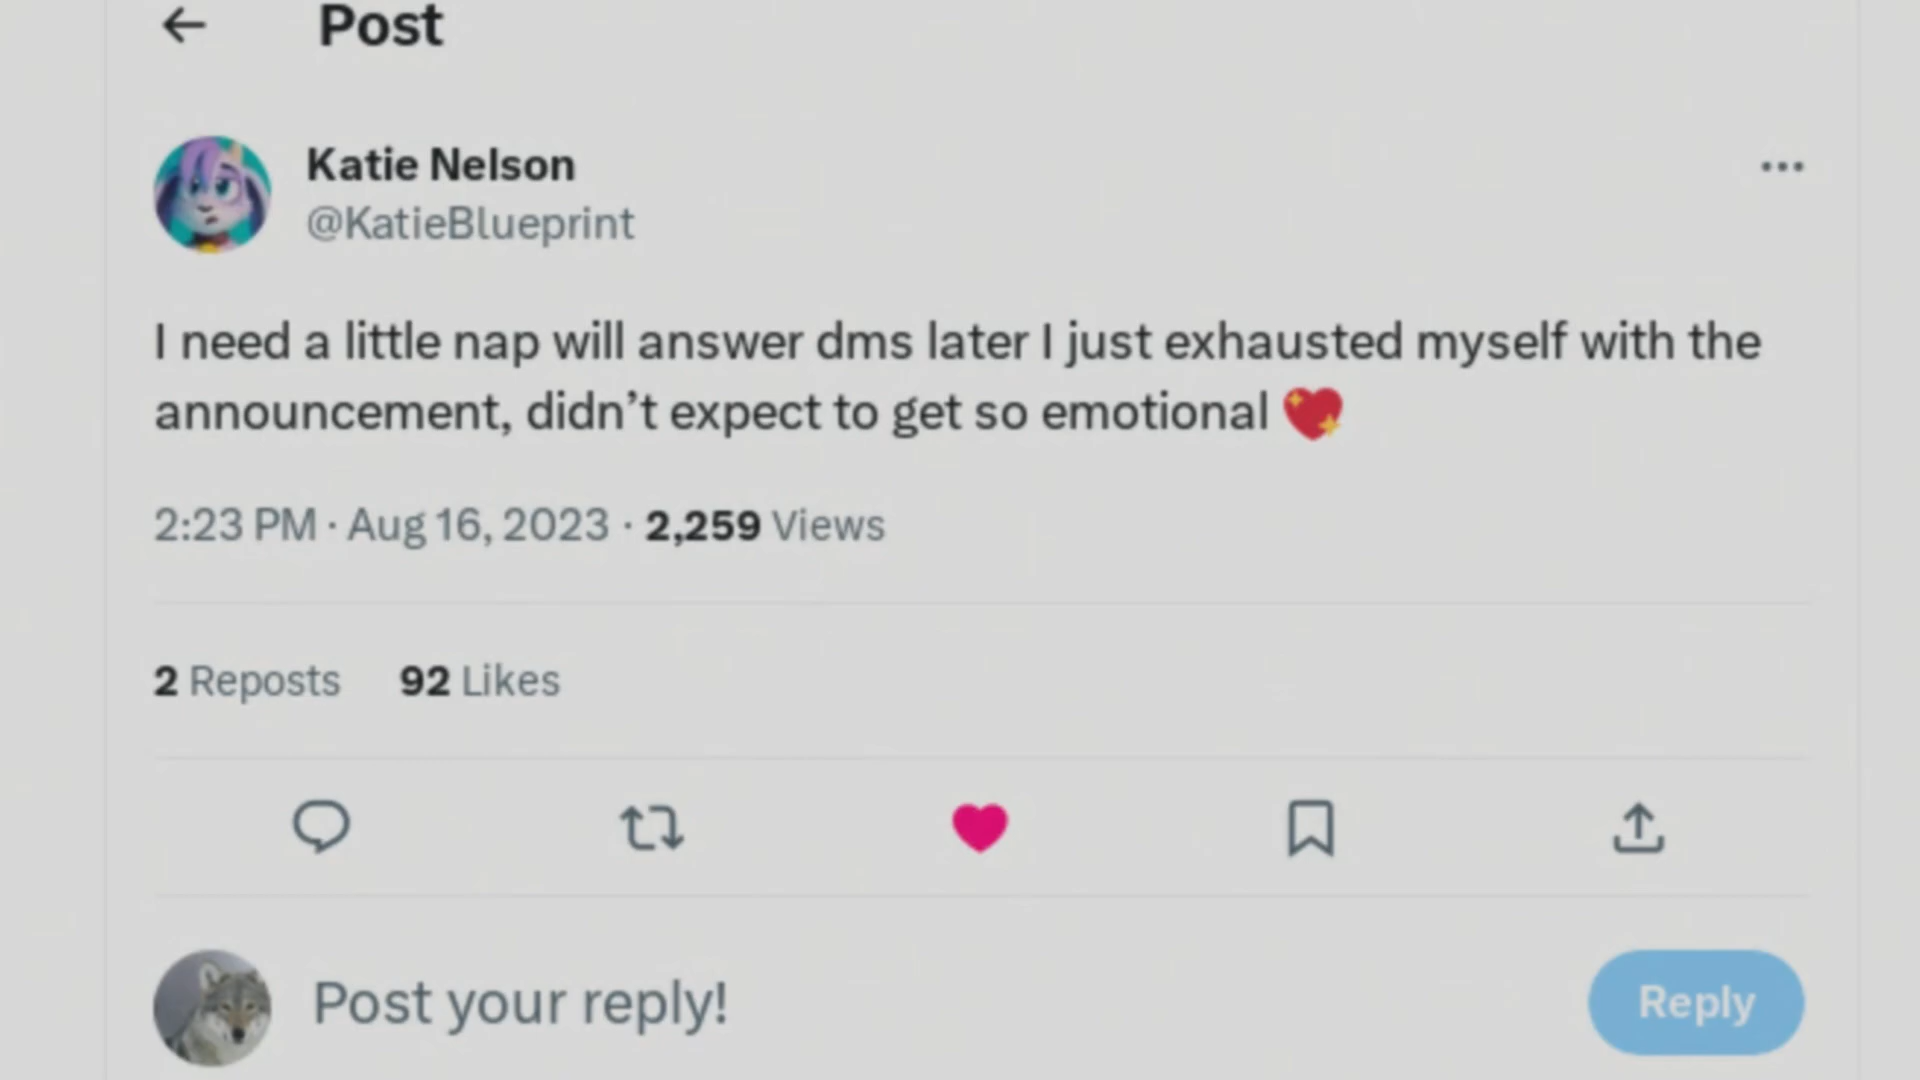 Post
Katie Nelson
@KatieBlueprint
I need a little nap will answer dms later I just exhausted myself with the
announcement, didn’t expect to get so emotional 💖
2:23 PM · Aug 16, 2023 · 2,259 Views
2 Reposts 92 Likes
Post your reply!
Reply